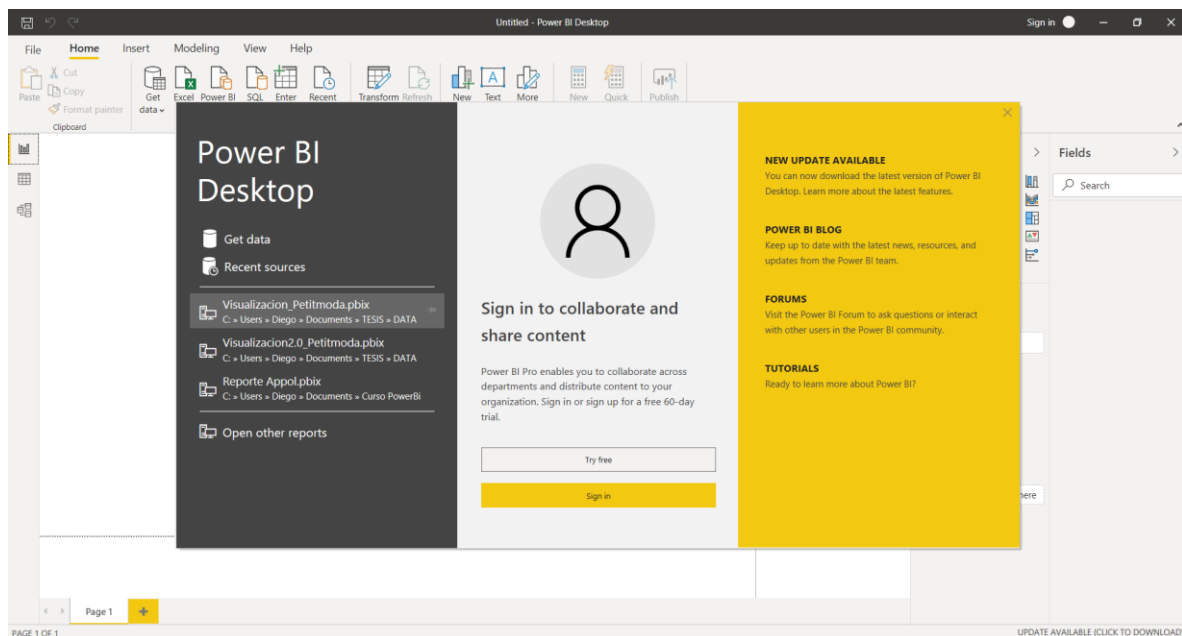 Untitled - Power BI Desktop
Sign in
File Home Insert Modeling View Help
Paste
Cut
Copy
Format painter
Clipboard
Get data
Excel
Power BI
SQL
Enter
Recent
Transform
Refresh
New
Text
More
New
Quick
Publish
Power BI
Desktop
Get data
Recent sources
Visualizacion_Petitmoda.pbix
C: » Users » Diego » Documents » TESIS » DATA
Visualizacion2.0_Petitmoda.pbix
C: » Users » Diego » Documents » TESIS » DATA
Reporte Appol.pbix
C: » Users » Diego » Documents » Curso PowerBi
Open other reports
Sign in to collaborate and
share content
Power BI Pro enables you to collaborate across
departments and distribute content to your
organization. Sign in or sign up for a free 60-day
trial.
Try free
Sign in
NEW UPDATE AVAILABLE
You can now download the latest version of Power BI
Desktop. Learn more about the latest features.
POWER BI BLOG
Keep up to date with the latest news, resources, and
updates from the Power BI team.
FORUMS
Visit the Power BI Forum to ask questions or interact
with other users in the Power BI community.
TUTORIALS
Ready to learn more about Power BI?
Fields
Search
here
Page 1
PAGE 1 OF 1
UPDATE AVAILABLE (CLICK TO DOWNLOAD)